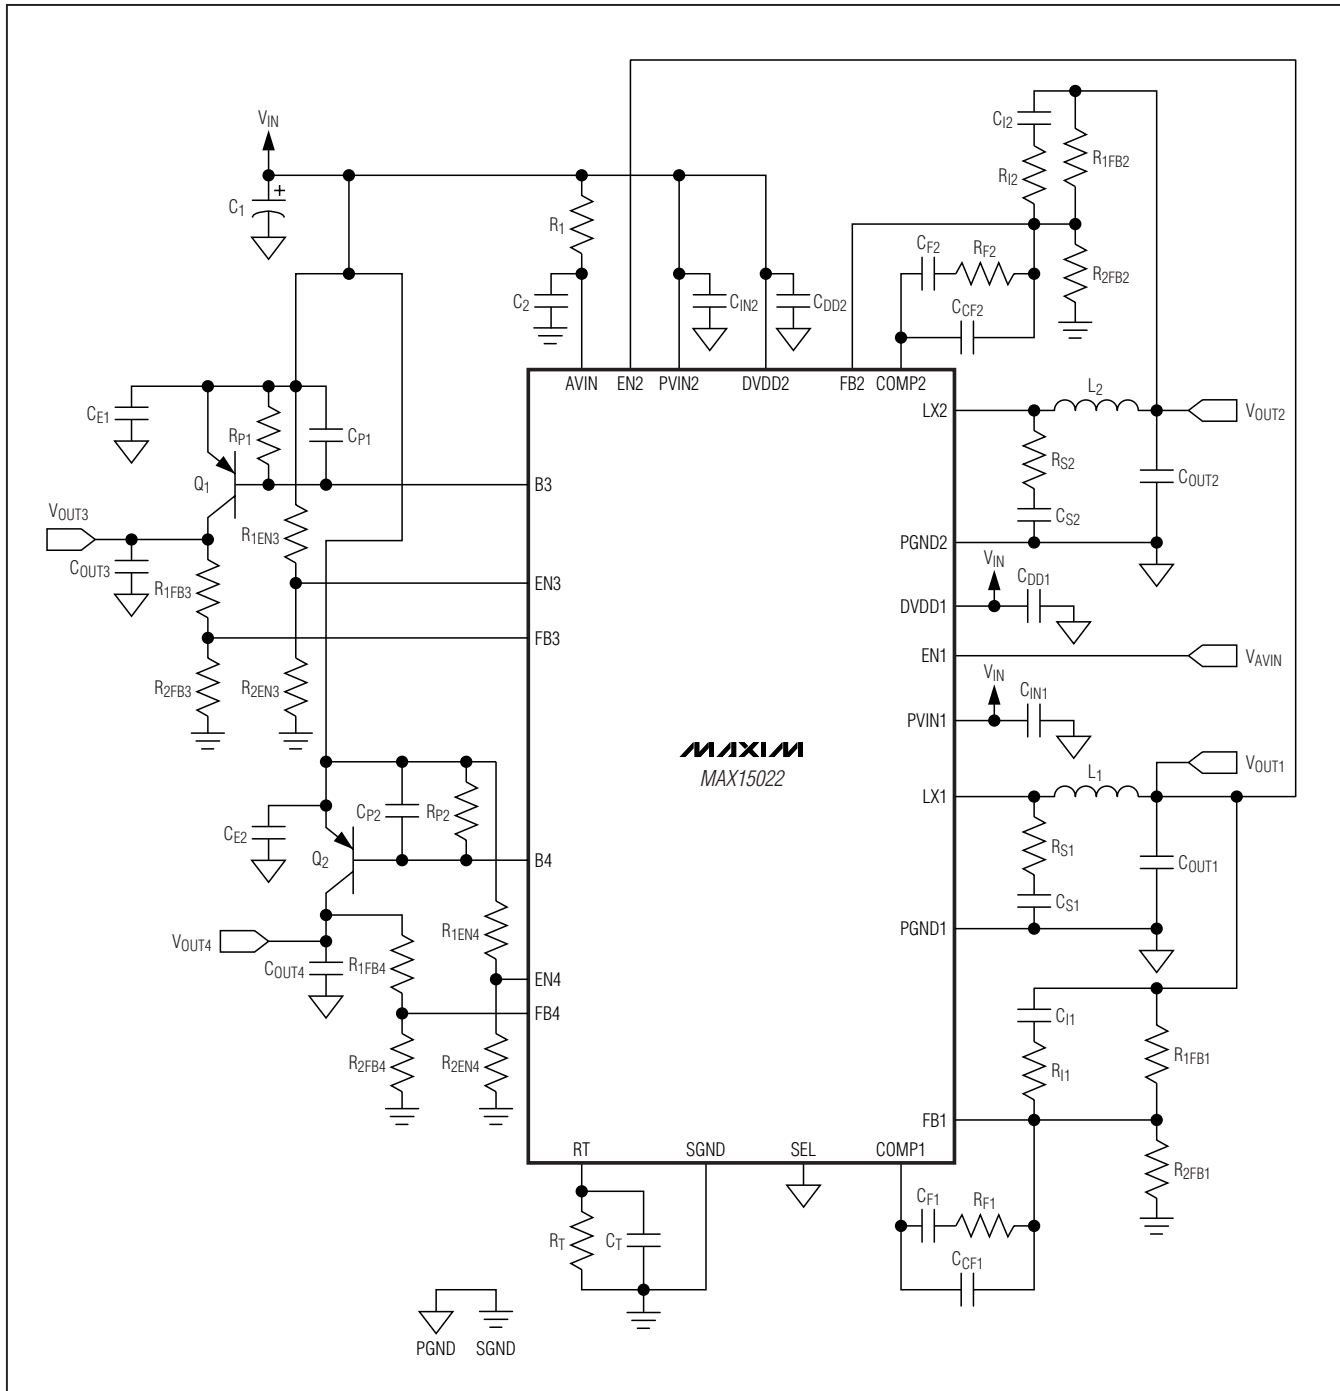 VIN
C1
+
R1
C2
CIN2
CDD2
CI2
RI2
R1FB2
CF2
RF2
R2FB2
CCF2
AVIN
EN2
PVIN2
DVDD2
FB2
COMP2
CE1
RP1
CP1
Q1
B3
VOUT3
COUT3
R1EN3
R1FB3
EN3
FB3
R2FB3
R2EN3
LX2
L2
VOUT2
RS2
COUT2
CS2
PGND2
VIN
CDD1
DVDD1
EN1
VAVIN
VIN
CIN1
PVIN1
MAXIM
MAX15022
VOUT1
L1
LX1
RS1
COUT1
CS1
PGND1
CP2
RP2
CE2
Q2
B4
R1EN4
VOUT4
COUT4
R1FB4
EN4
FB4
R2FB4
R2EN4
CI1
RI1
R1FB1
FB1
R2FB1
RT
SGND
SEL
COMP1
CF1
RF1
CCF1
RT
CT
PGND
SGND